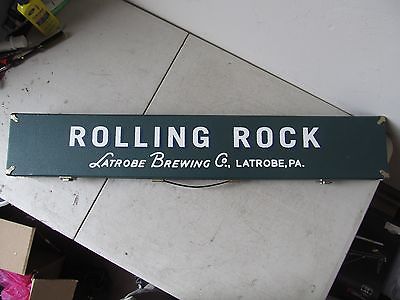 ROLLING ROCK
LATROBE BREWING Co., LATROBE, PA.